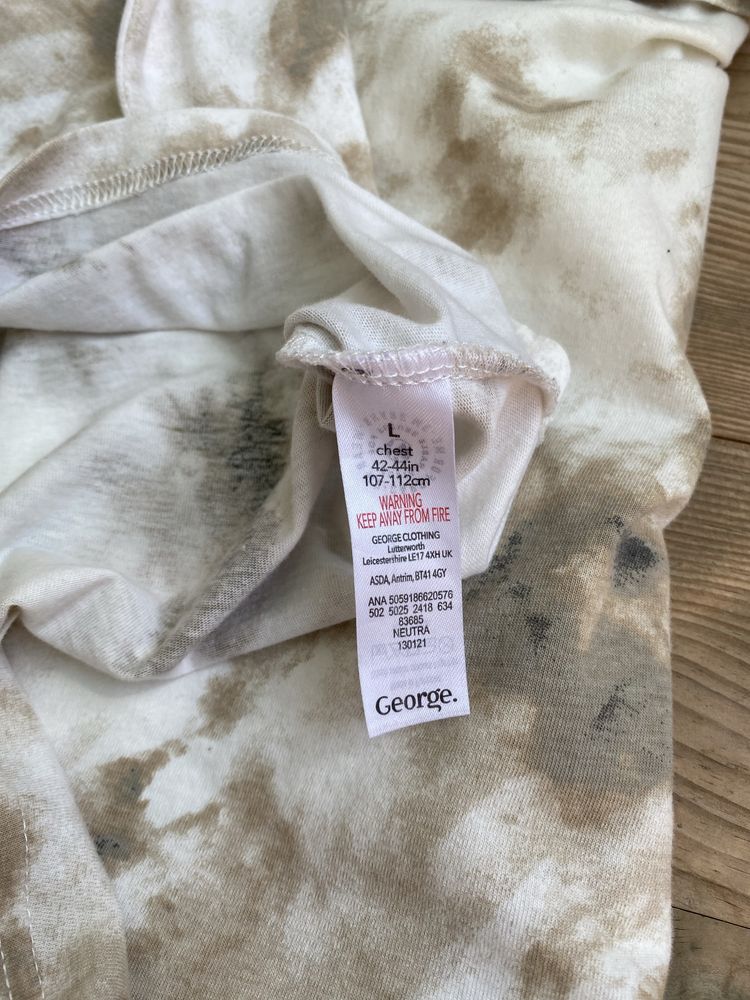 L
chest
42-44in
107-112cm
WARNING
KEEP AWAY FROM FIRE
GEORGE CLOTHING
Lutterworth
Leicestershire LE17 4XH UK
ASDA, Antrim, BT41 4GY
ANA 5059186620576
502 5025 2418 634
83685
NEUTRA
130121
George.